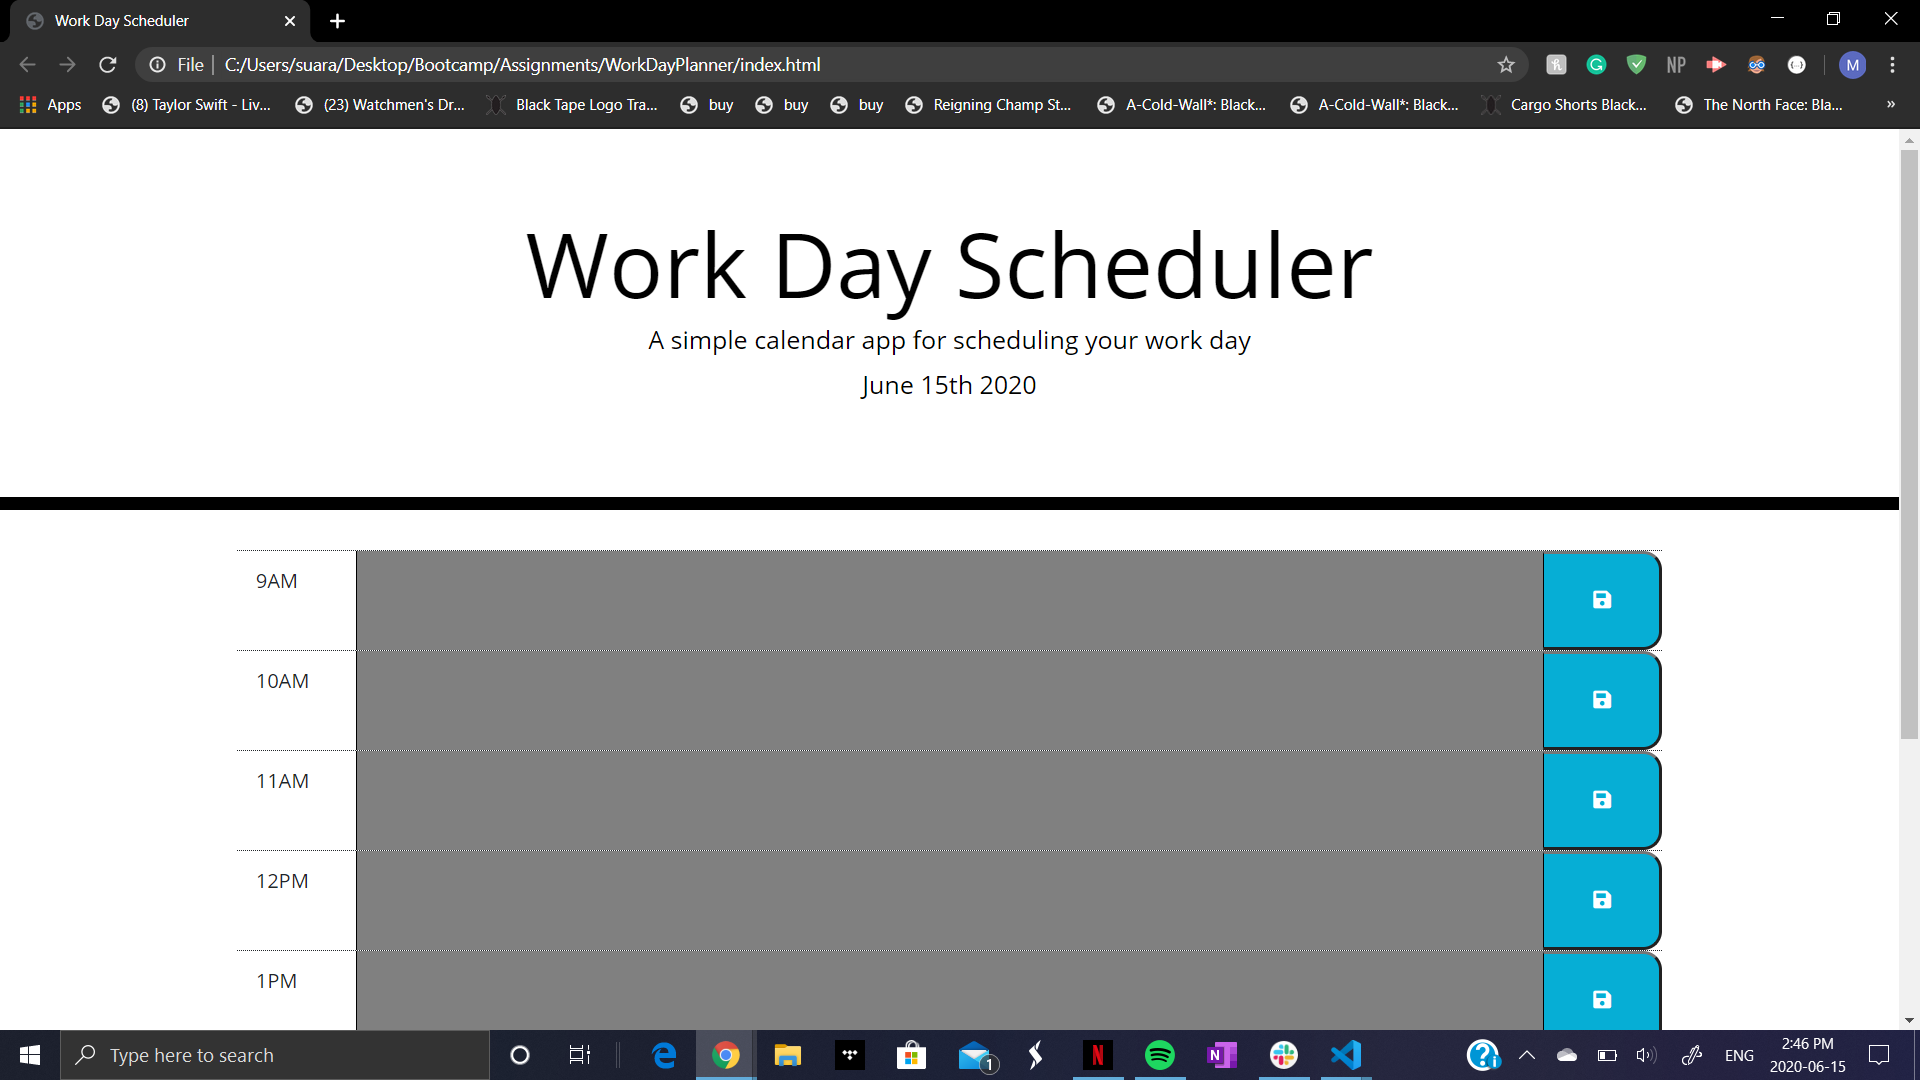 Work Day Scheduler
File | C:/Users/suara/Desktop/Bootcamp/Assignments/WorkDayPlanner/index.html
NP
M
Apps
(8) Taylor Swift - Liv...
(23) Watchmen's Dr...
Black Tape Logo Tra...
buy
buy
buy
Reigning Champ St...
A-Cold-Wall*: Black...
A-Cold-Wall*: Black...
Cargo Shorts Black...
The North Face: Bla...
»
Work Day Scheduler
A simple calendar app for scheduling your work day
June 15th 2020
9AM
10AM
11AM
12PM
1PM
Type here to search
1
N
N
ENG
2:46 PM
2020-06-15